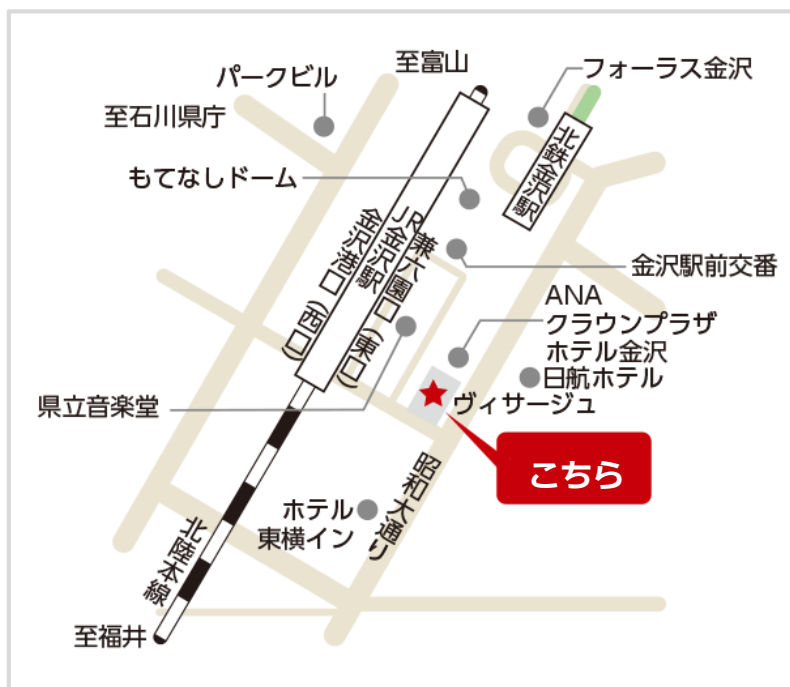 至富山
フォーラス金沢
パークビル
至石川県庁
北鉄金沢駅
もてなしドーム
兼六園口(東口)
JR金沢駅
金沢港口(西口)
金沢駅前交番
ANA
クラウンプラザ
ホテル金沢
日航ホテル
ヴィサージュ
県立音楽堂
こちら
昭和大通り
ホテル
東横イン
北陸本線
至福井